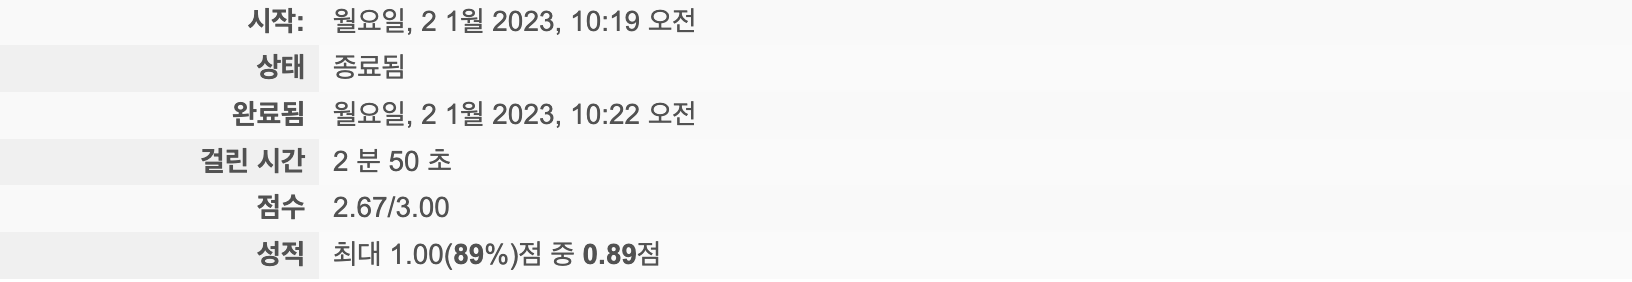 시작: 월요일, 2 1월 2023, 10:19 오전
상태 종료됨
완료됨 월요일, 2 1월 2023, 10:22 오전
걸린 시간 2 분 50 초
점수 2.67/3.00
성적 최대 1.00(89%)점 중 0.89점